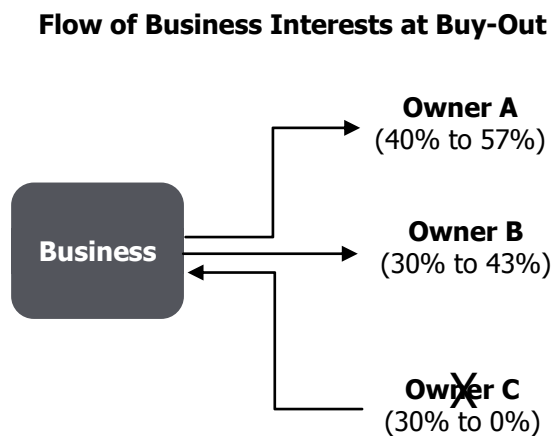 Flow of Business Interests at Buy-Out
Owner A
(40% to 57%)
Business
Owner B
(30% to 43%)
Owner C
X
(30% to 0%)